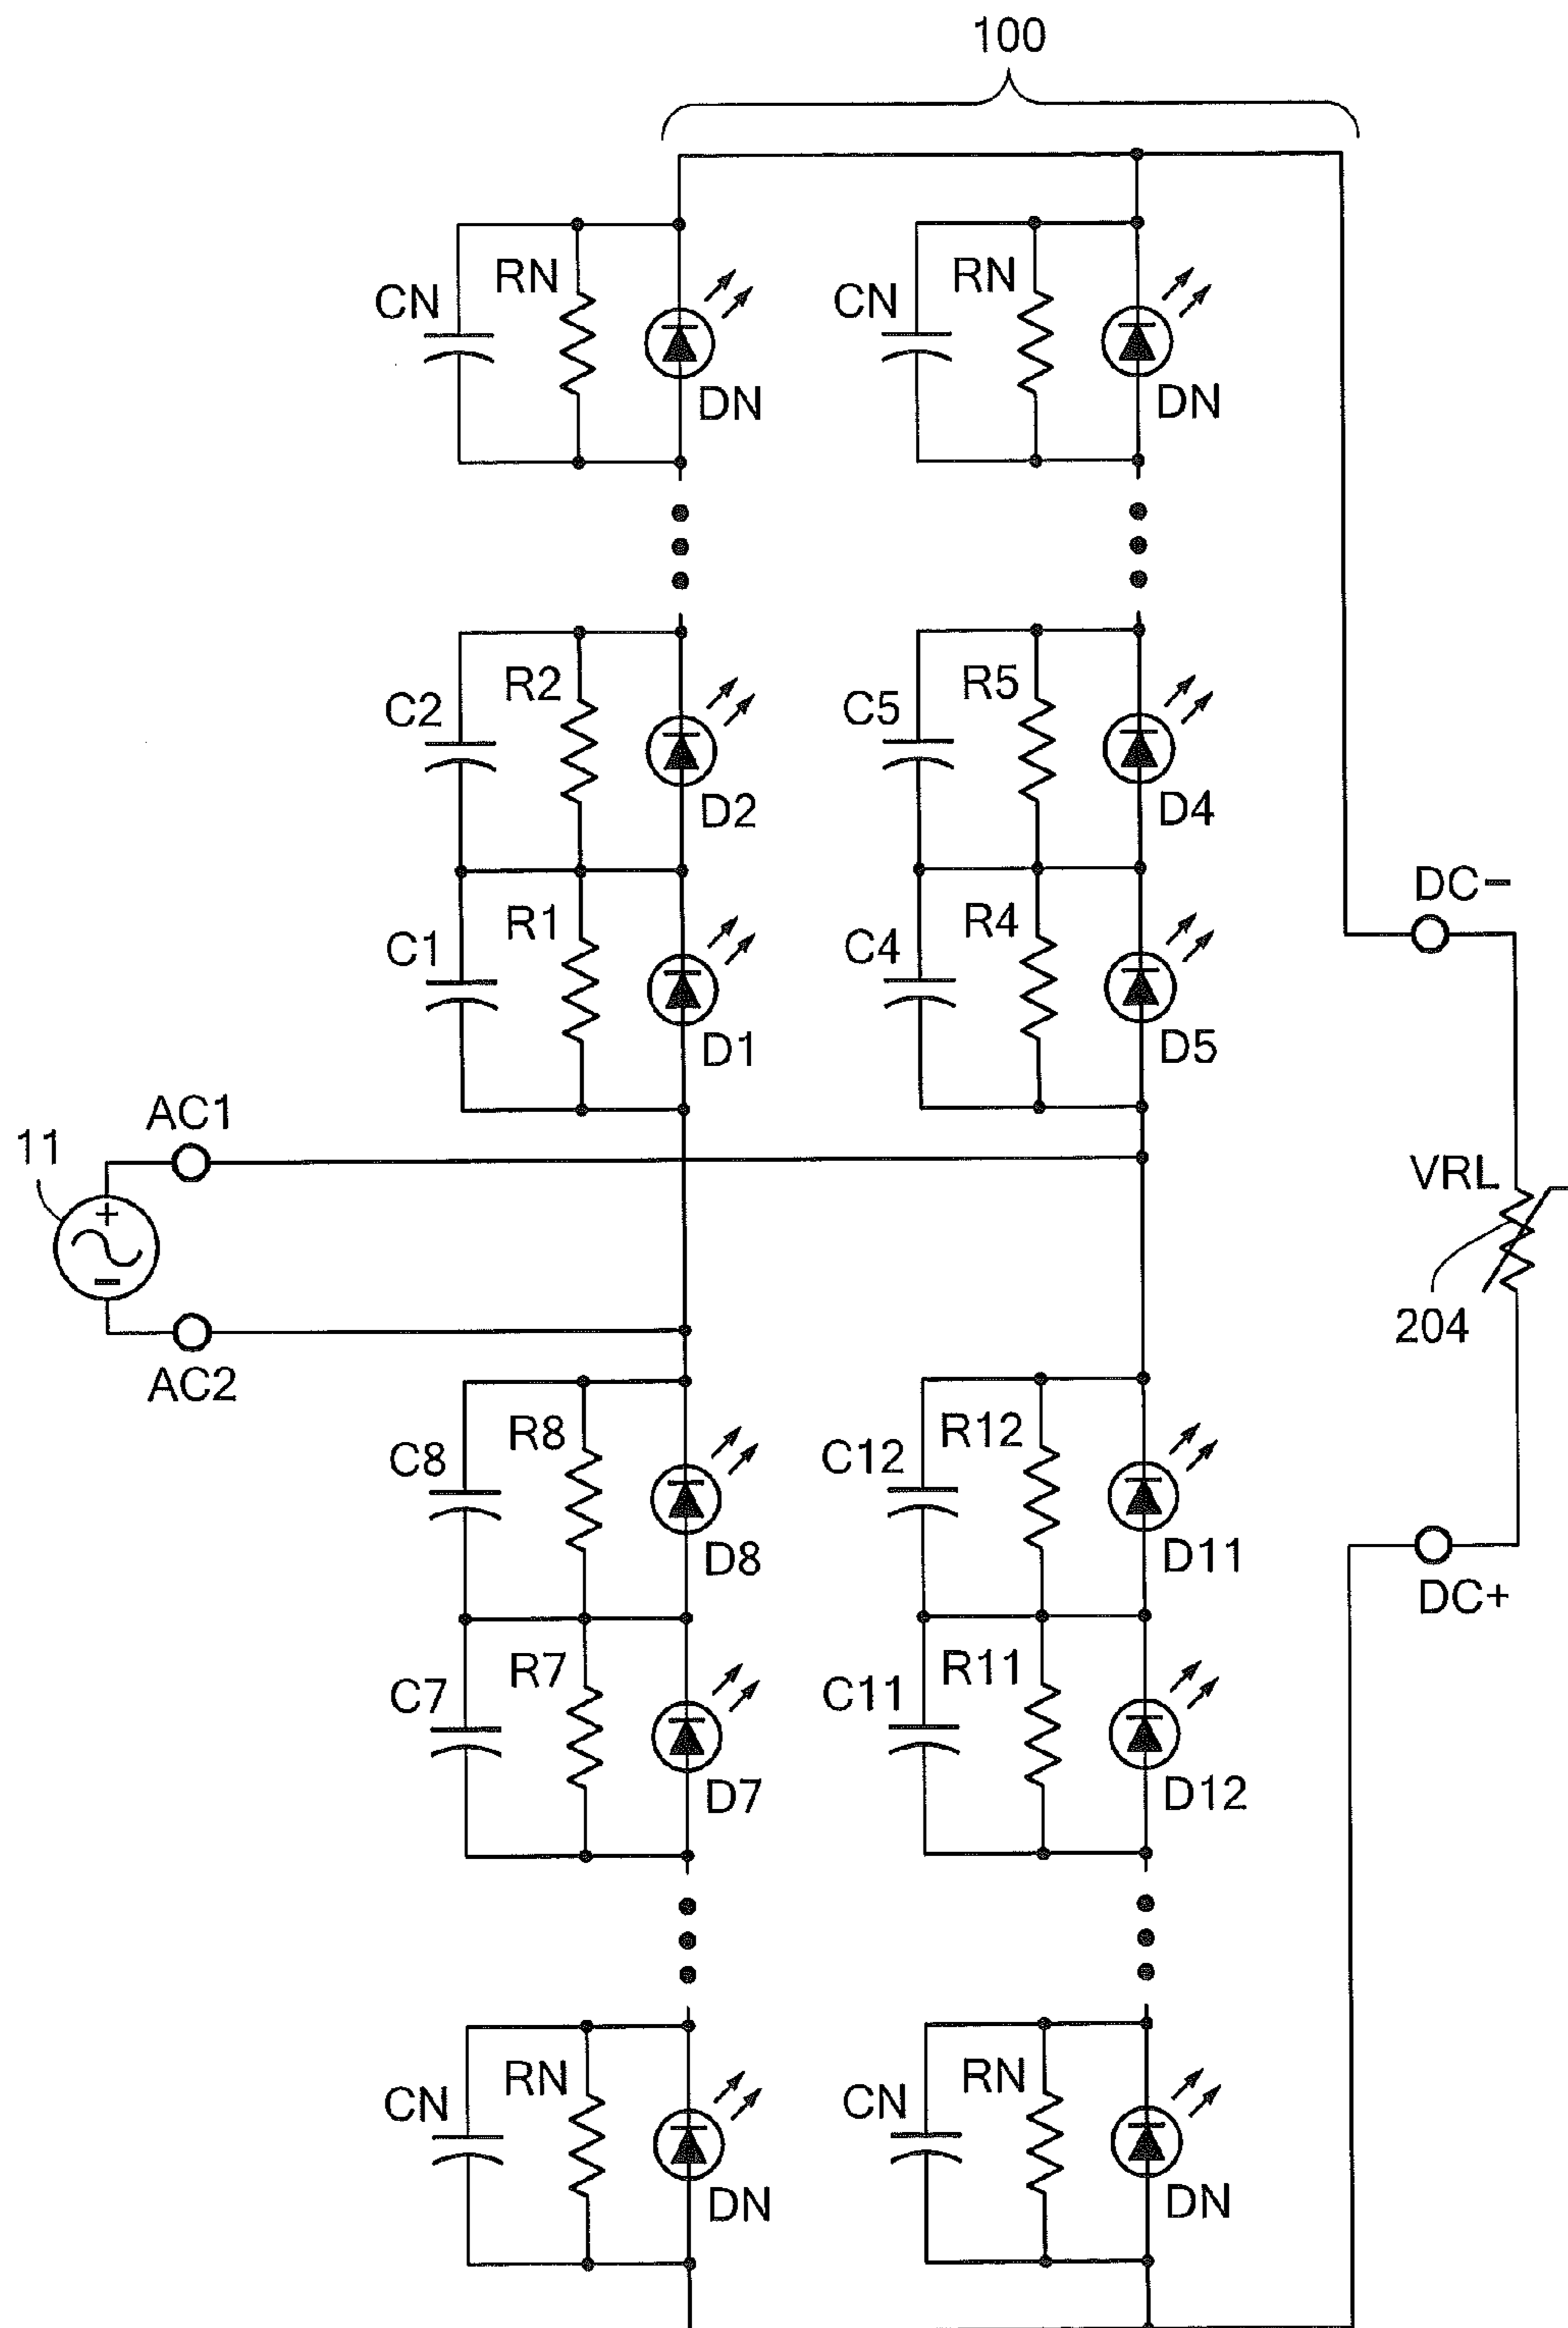 100
RN
RN
CN
CN
DN
DN
R2
R5
C2
C5
D2
D4
DC−
R1
R4
C1
C4
D1
D5
AC1
11
VRL
+
−
204
AC2
R8
R12
C8
C12
D8
D11
DC+
R7
R11
C7
C11
D7
D12
RN
RN
CN
CN
DN
DN